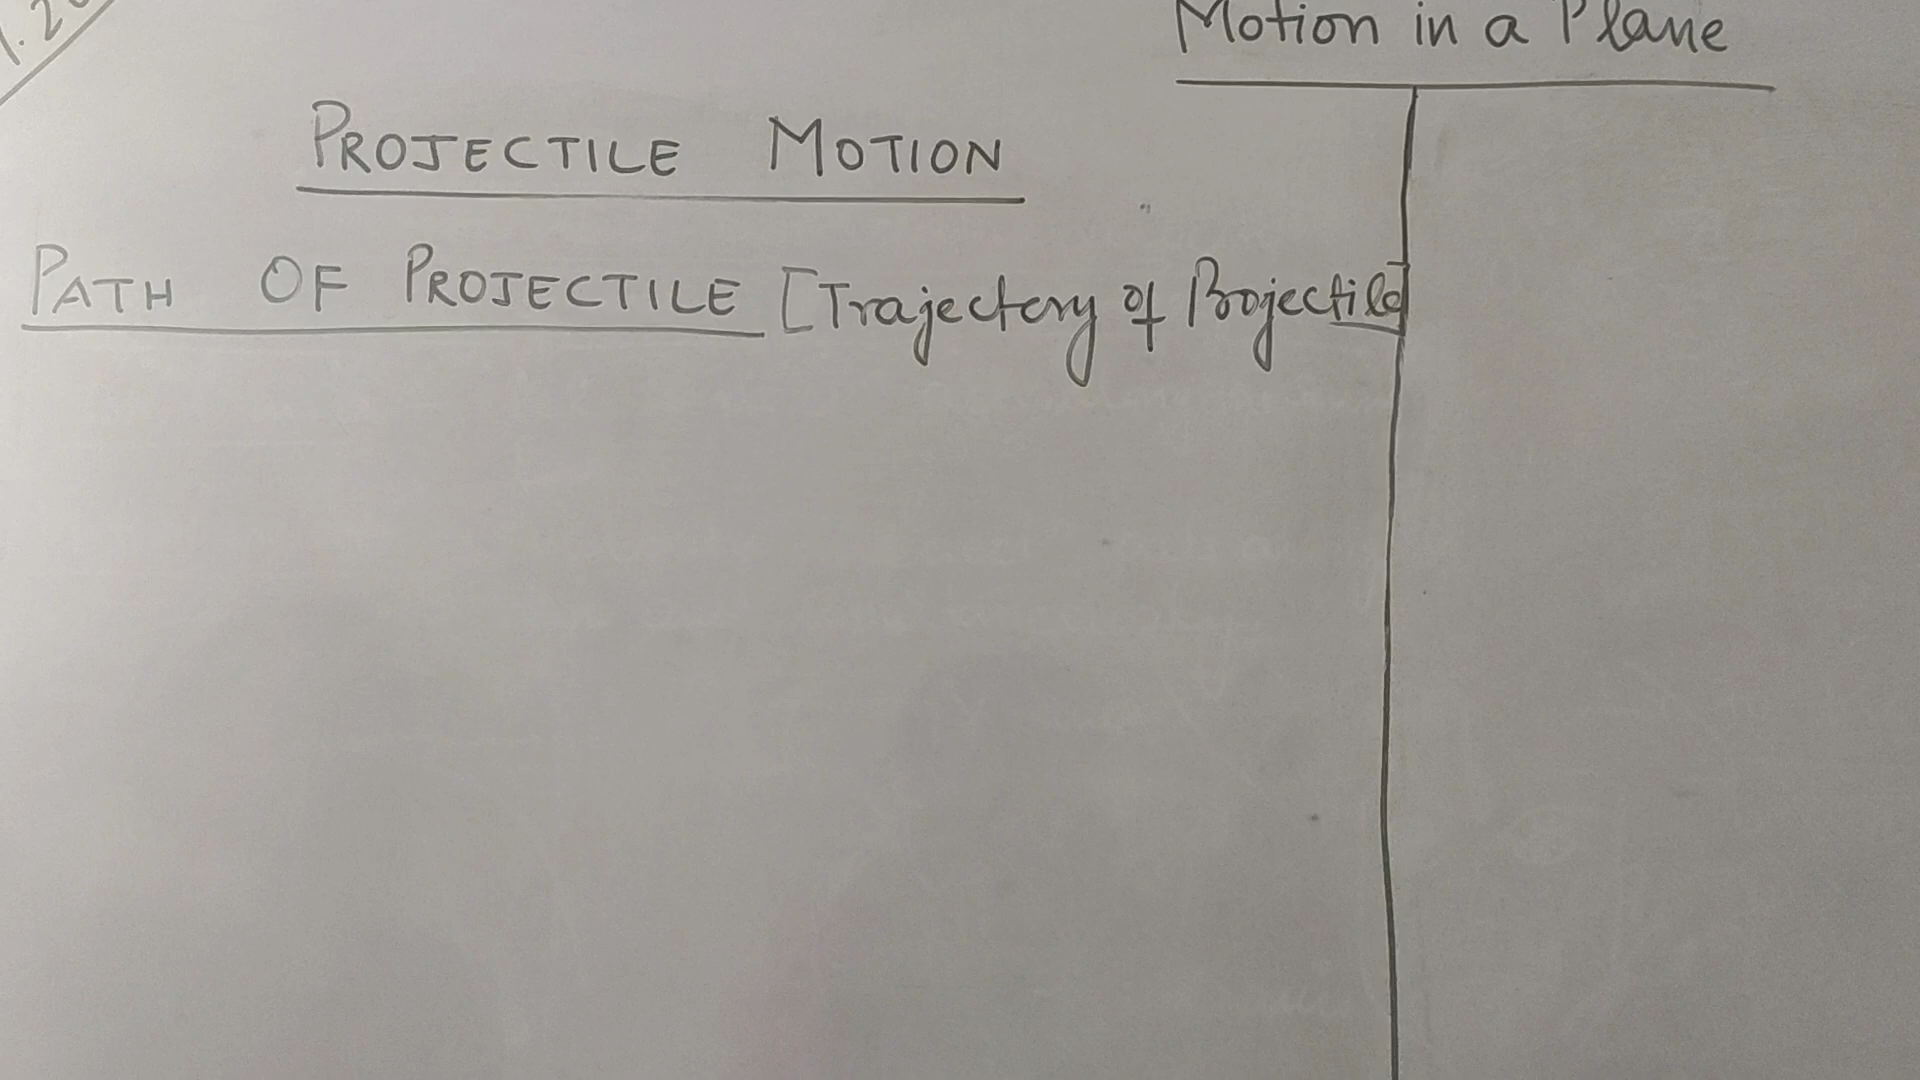 Motion in a Plane
PROJECTILE MOTION
PATH OF PROJECTILE [Trajectory of Projectile]